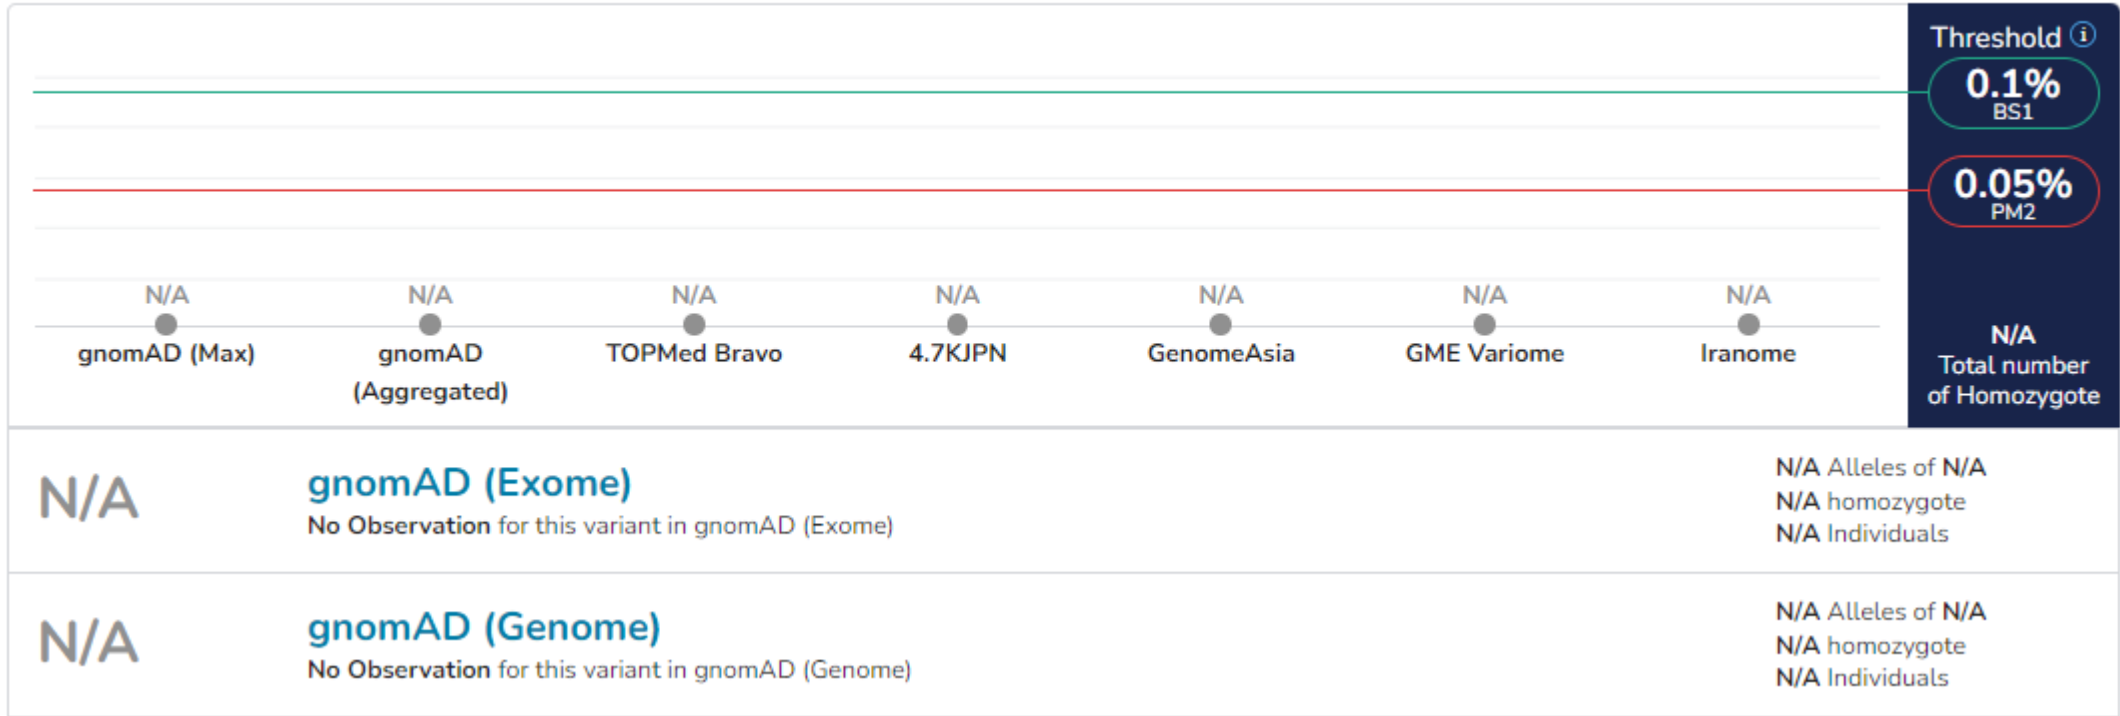 Threshold
0.1%
BS1
0.05%
PM2
N/A N/A N/A N/A N/A N/A N/A
gnomAD (Max) gnomAD (Aggregated) TOPMed Bravo 4.7KJPN GenomeAsia GME Variome Iranome
N/A
Total number
of Homozygote
N/A
gnomAD (Exome)
No Observation for this variant in gnomAD (Exome)
N/A Alleles of N/A
N/A homozygote
N/A Individuals
N/A
gnomAD (Genome)
No Observation for this variant in gnomAD (Genome)
N/A Alleles of N/A
N/A homozygote
N/A Individuals